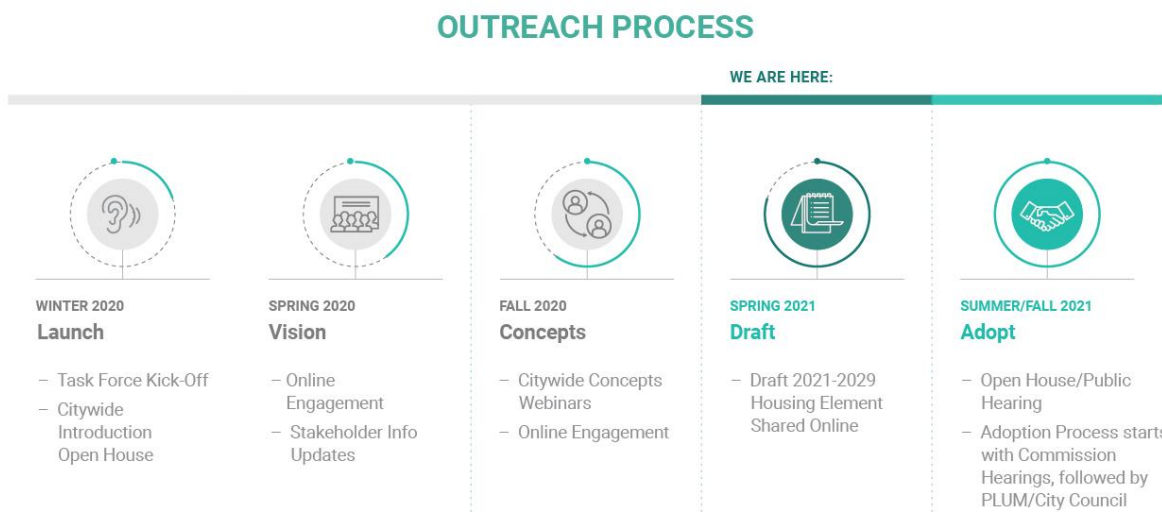 OUTREACH PROCESS
WE ARE HERE:
WINTER 2020
Launch
– Task Force Kick-Off
– Citywide
Introduction
Open House
SPRING 2020
Vision
– Online
Engagement
– Stakeholder Info
Updates
FALL 2020
Concepts
– Citywide Concepts
Webinars
– Online Engagement
SPRING 2021
Draft
– Draft 2021-2029
Housing Element
Shared Online
SUMMER/FALL 2021
Adopt
– Open House/Public
Hearing
– Adoption Process starts
with Commission
Hearings, followed by
PLUM/City Council